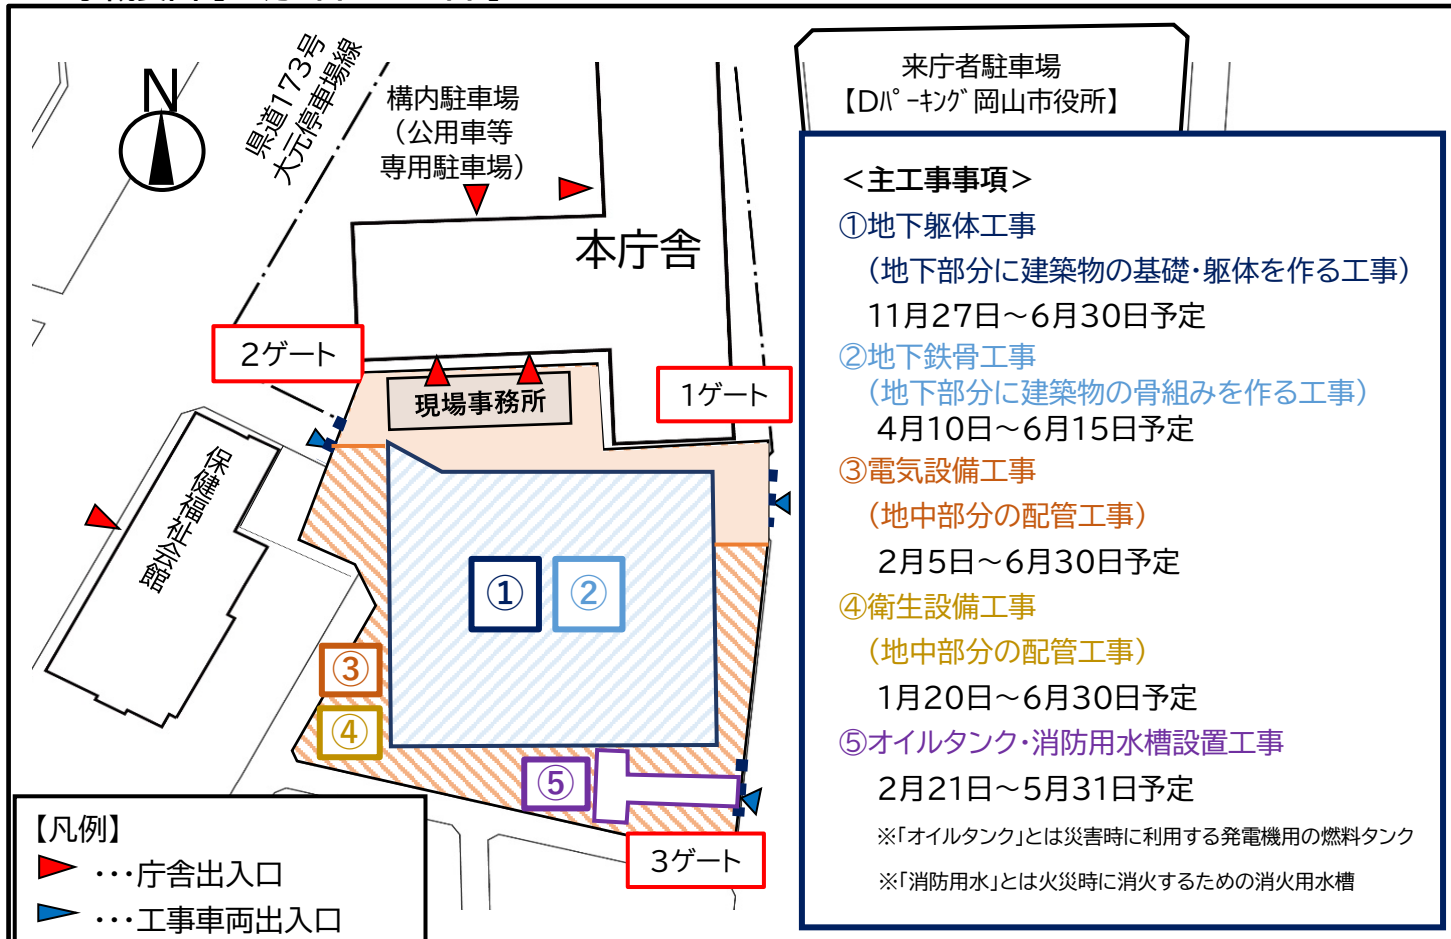 N
県道173号
大元停車場線
構内駐車場
（公用車等
専用駐車場）
来庁者駐車場
【Dﾊﾟｰｷﾝｸﾞ岡山市役所】
本庁舎
2ゲート
1ゲート
現場事務所
保健福祉会館
①
②
③
④
⑤
3ゲート
【凡例】
・・・庁舎出入口
・・・工事車両出入口
＜主工事事項＞
①地下躯体工事
（地下部分に建築物の基礎・躯体を作る工事）
11月27日～6月30日予定
②地下鉄骨工事
（地下部分に建築物の骨組みを作る工事）
4月10日～6月15日予定
③電気設備工事
（地中部分の配管工事）
2月5日～6月30日予定
④衛生設備工事
（地中部分の配管工事）
1月20日～6月30日予定
⑤オイルタンク・消防用水槽設置工事
2月21日～5月31日予定
※「オイルタンク」とは災害時に利用する発電機用の燃料タンク
※「消防用水」とは火災時に消火するための消火用水槽